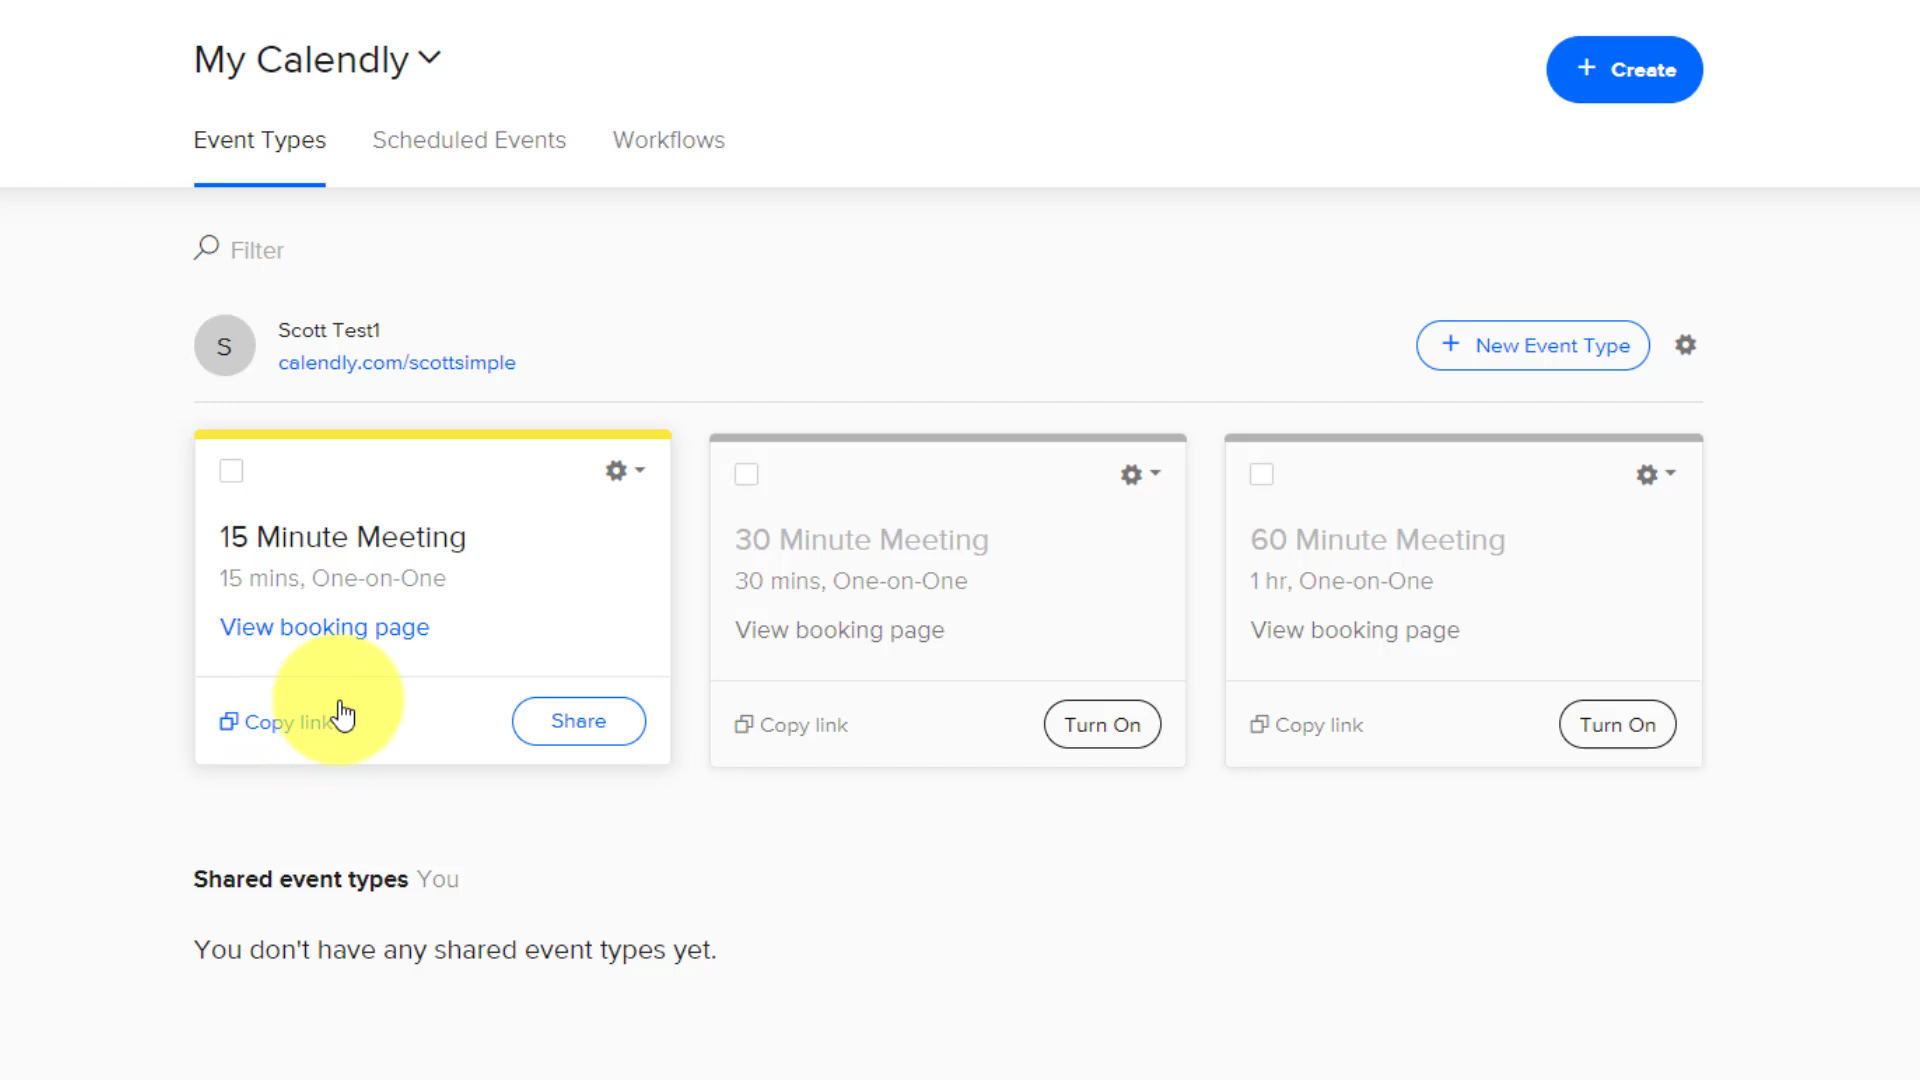 My Calendly
+ Create
Event Types
Scheduled Events
Workflows
Filter
S
Scott Test1
calendly.com/scottsimple
+ New Event Type
15 Minute Meeting
15 mins, One-on-One
View booking page
Copy link
Share
30 Minute Meeting
30 mins, One-on-One
View booking page
Copy link
Turn On
60 Minute Meeting
1 hr, One-on-One
View booking page
Copy link
Turn On
Shared event types You
You don't have any shared event types yet.